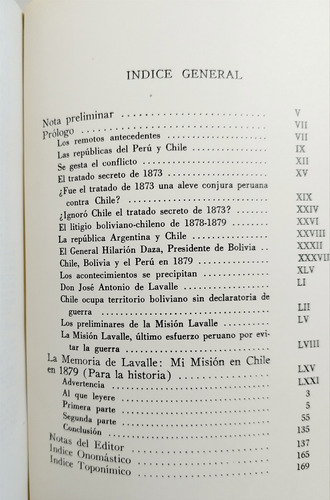 INDICE GENERAL
Nota preliminar V
Prólogo VII
Los remotos antecedentes VII
Las repúblicas del Perú y Chile IX
Se gesta el conflicto XII
El tratado secreto de 1873 XV
¿Fue el tratado de 1873 una aleve conjura peruana
contra Chile? XIX
¿Ignoró Chile el tratado secreto de 1873? XXIV
El litigio boliviano-chileno de 1878-1879 XXVI
La república Argentina y Chile XXVIII
El General Hilarión Daza, Presidente de Bolivia XXXII
Chile, Bolivia y el Perú en 1879 XXXVII
Los acontecimientos se precipitan XLV
Don José Antonio de Lavalle LI
Chile ocupa territorio boliviano sin declaratoria de
guerra LII
Los preliminares de la Misión Lavalle LV
La Misión Lavalle, último esfuerzo peruano por evi-
tar la guerra LVIII
La Memoria de Lavalle: Mi Misión en Chile
en 1879 (Para la historia) LXV
Advertencia LXXI
Al que leyere 3
Primera parte 5
Segunda parte 55
Conclusión 135
Notas del Editor 137
Indice Onomástico 165
Indice Toponímico 169